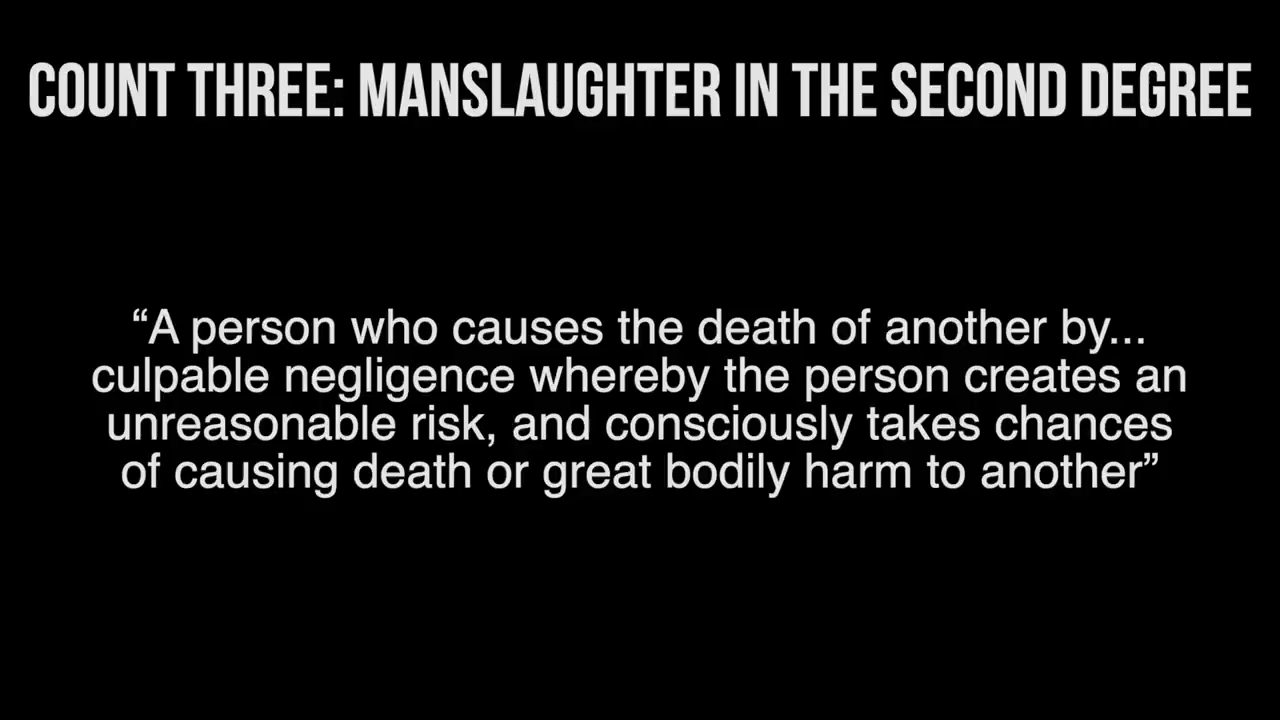 COUNT THREE: MANSLAUGHTER IN THE SECOND DEGREE
“A person who causes the death of another by...
culpable negligence whereby the person creates an
unreasonable risk, and consciously takes chances
of causing death or great bodily harm to another”